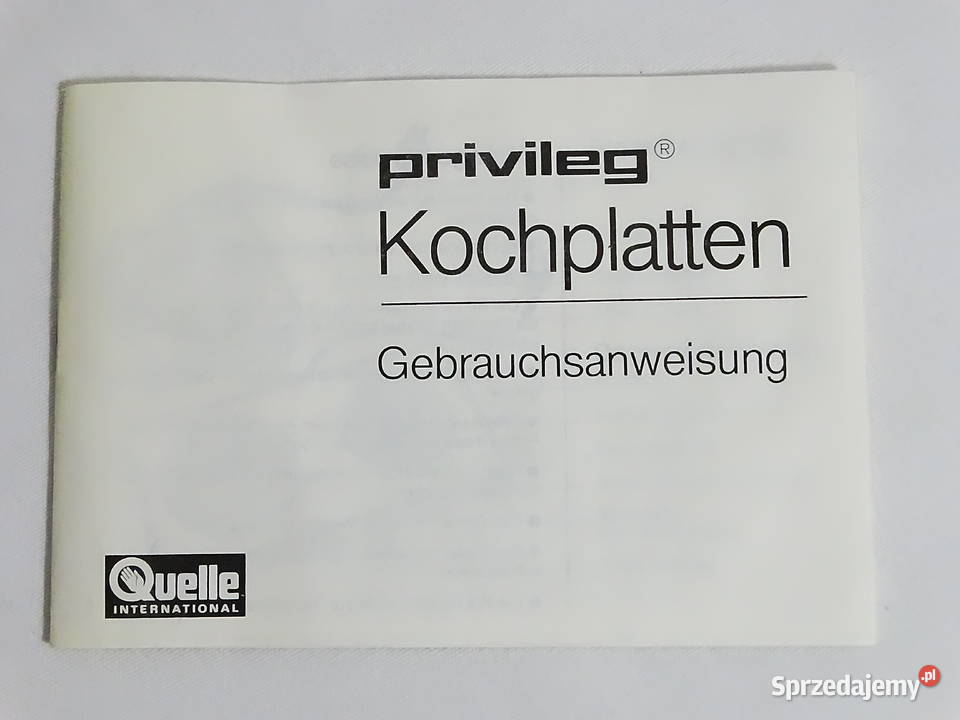 privileg®
Kochplatten
Gebrauchsanweisung
Quelle
INTERNATIONAL
Sprzedajemy.pl